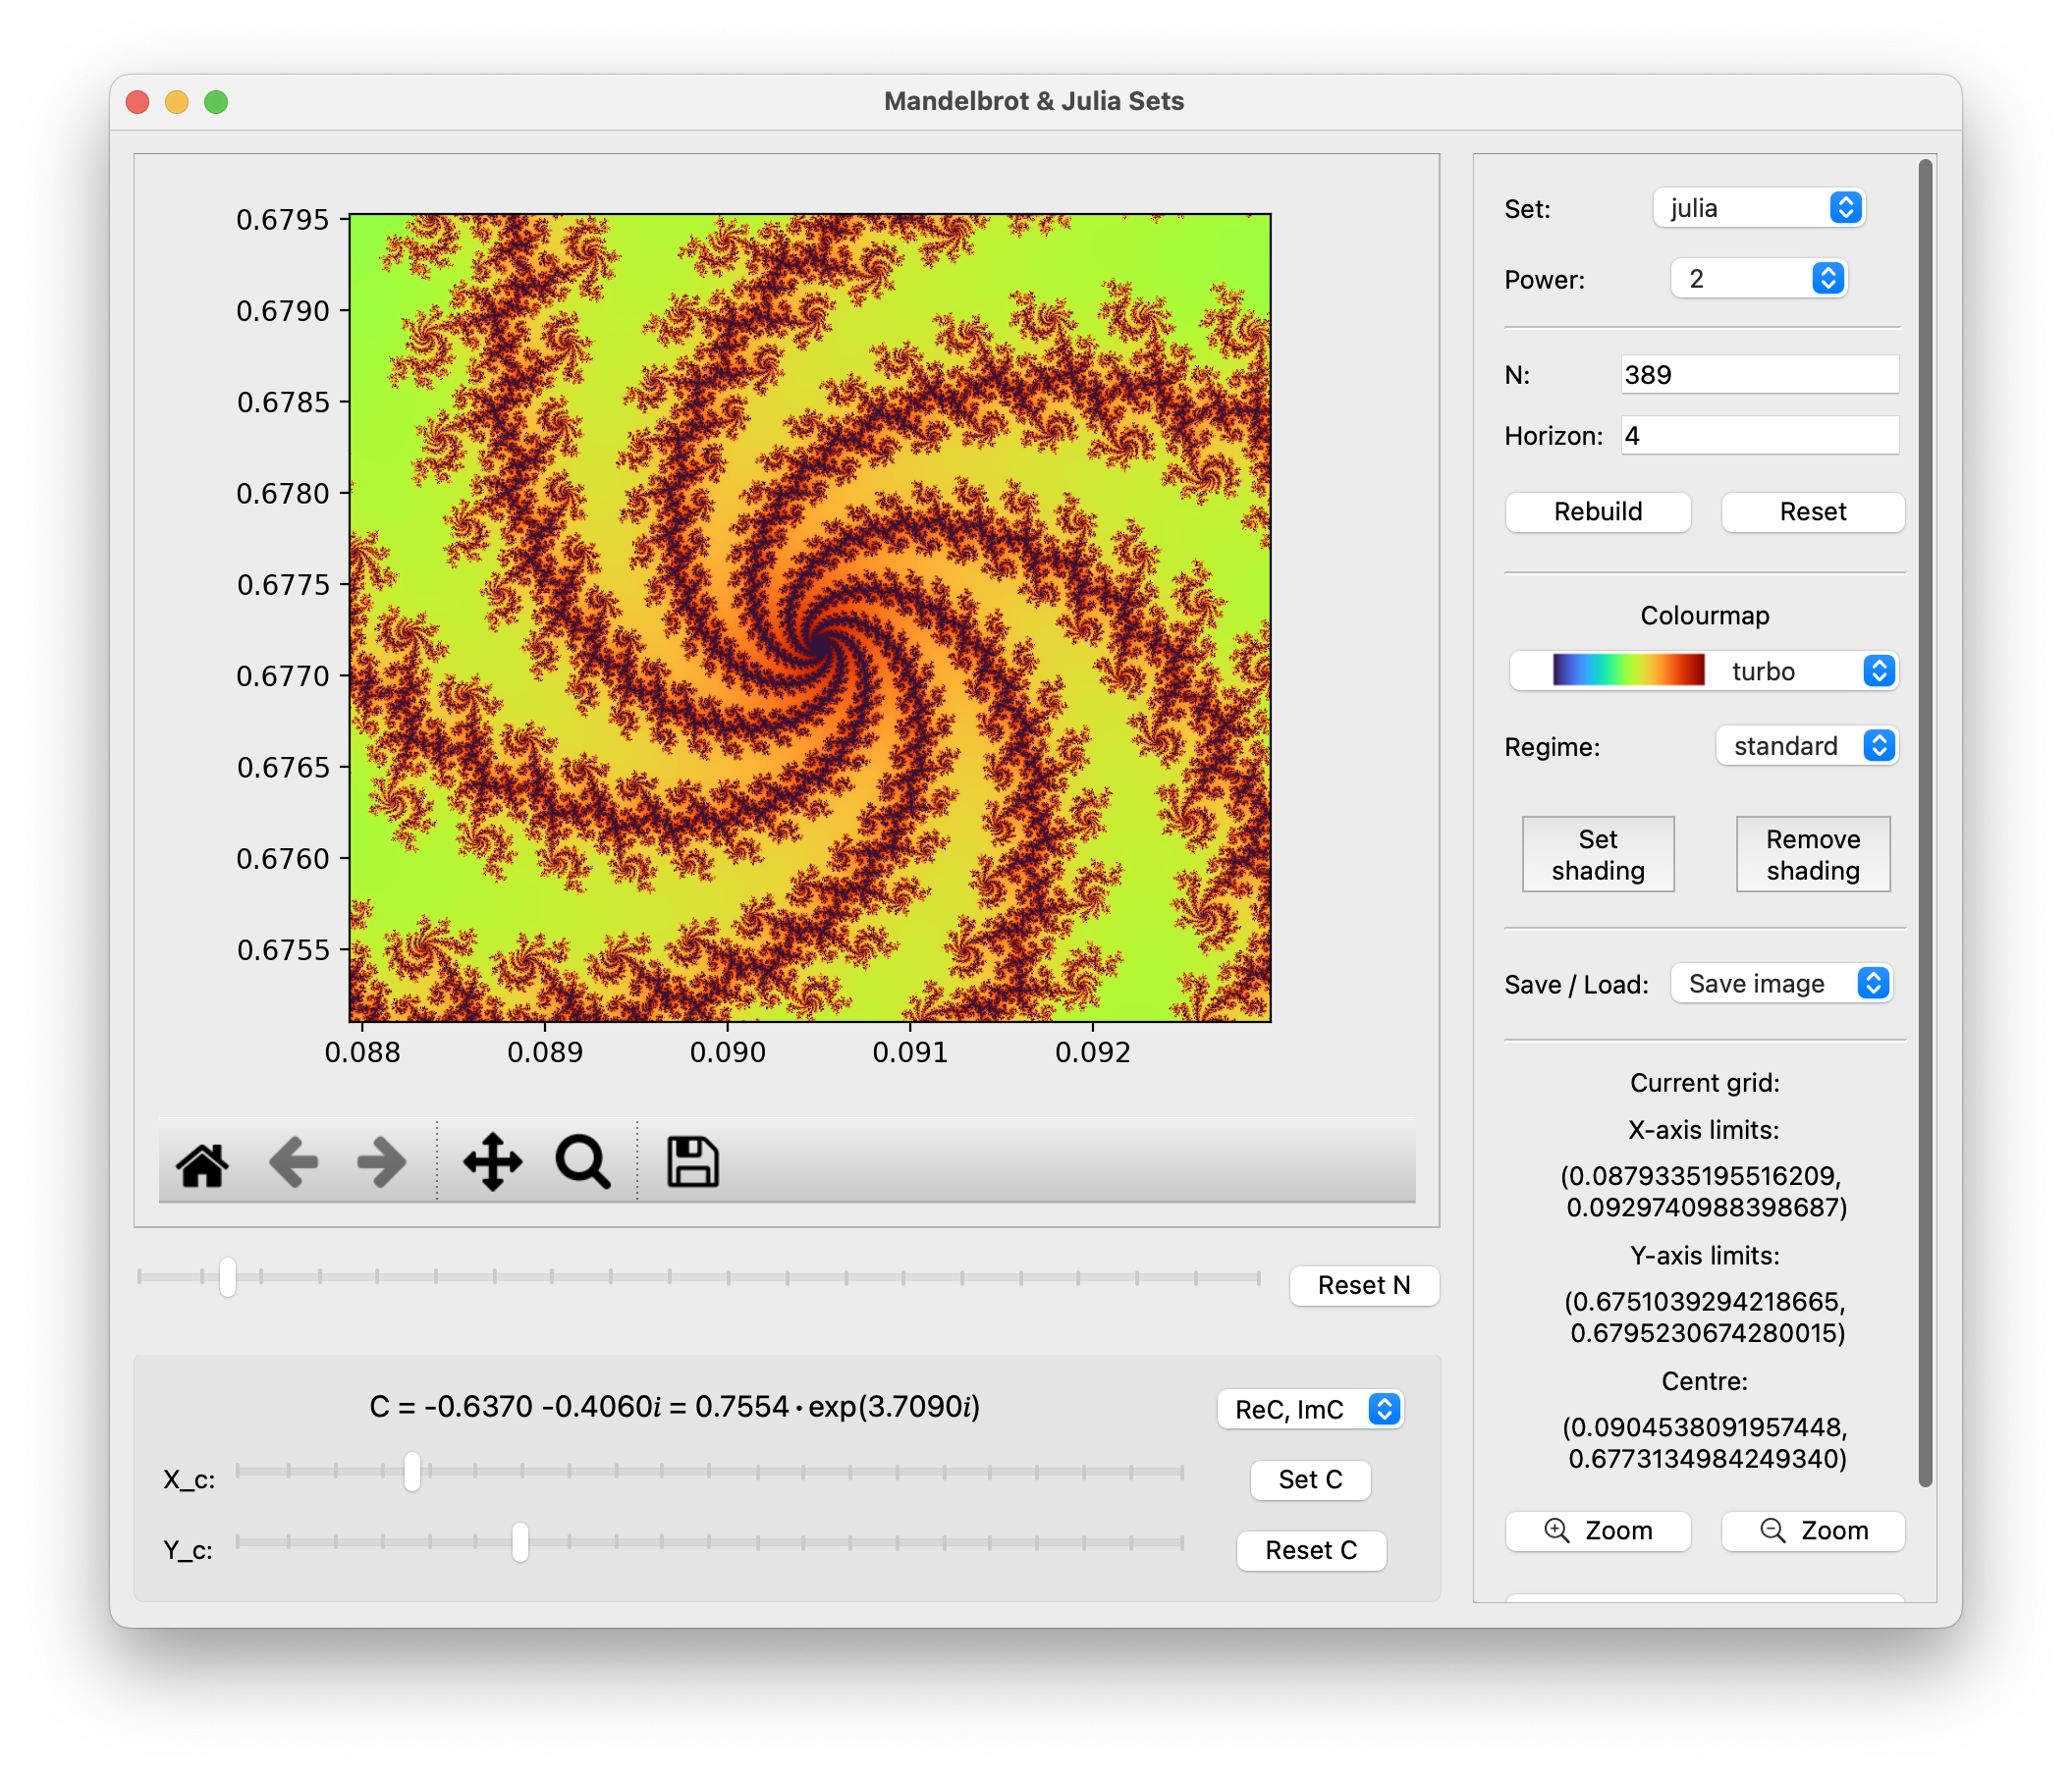 Mandelbrot & Julia Sets
0.6795
0.6790
0.6785
0.6780
0.6775
0.6770
0.6765
0.6760
0.6755
0.088 0.089 0.090 0.091 0.092
Reset N
C = -0.6370 -0.4060i = 0.7554·exp(3.7090i)
ReC, ImC
X_c:
Set C
Y_c:
Reset C
Set: julia
Power: 2
N: 389
Horizon: 4
Rebuild Reset
Colourmap
turbo
Regime: standard
Set
shading
Remove
shading
Save / Load: Save image
Current grid:
X-axis limits:
(0.0879335195516209,
0.0929740988398687)
Y-axis limits:
(0.6751039294218665,
0.6795230674280015)
Centre:
(0.0904538091957448,
0.6773134984249340)
Zoom Zoom